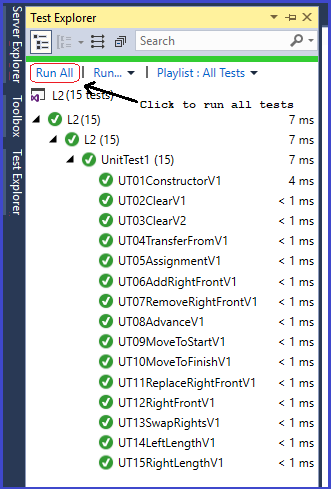 Test Explorer
Search
Run All | Run... | Playlist : All Tests
L2 (15 tests)
Click to run all tests
L2 (15) 7 ms
L2 (15) 7 ms
UnitTest1 (15) 7 ms
UT01ConstructorV1 4 ms
UT02ClearV1 < 1 ms
UT03ClearV2 < 1 ms
UT04TransferFromV1 < 1 ms
UT05AssignmentV1 < 1 ms
UT06AddRightFrontV1 < 1 ms
UT07RemoveRightFrontV1 < 1 ms
UT08AdvanceV1 < 1 ms
UT09MoveToStartV1 < 1 ms
UT10MoveToFinishV1 < 1 ms
UT11ReplaceRightFrontV1 < 1 ms
UT12RightFrontV1 < 1 ms
UT13SwapRightsV1 < 1 ms
UT14LeftLengthV1 < 1 ms
UT15RightLengthV1 < 1 ms
Server Explorer
Toolbox
Test Explorer